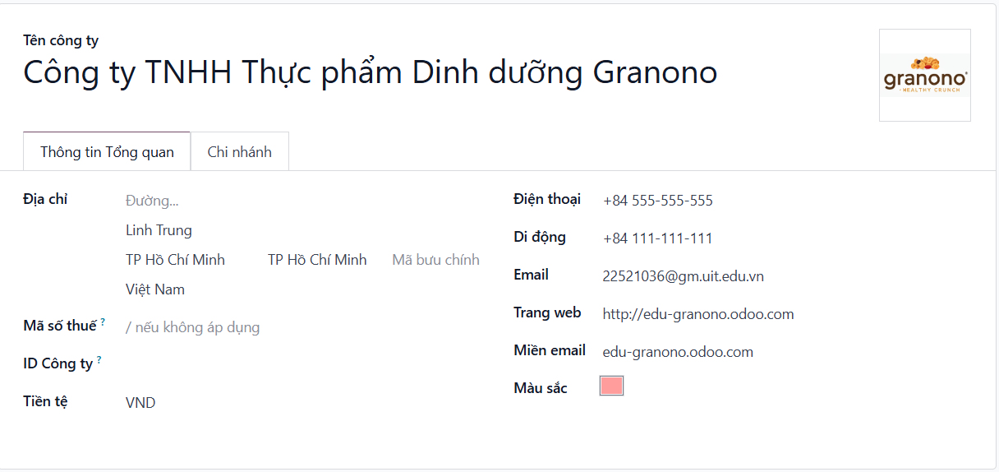 Tên công ty
Công ty TNHH Thực phẩm Dinh dưỡng Granono
granono
HEALTHY CRUNCH
Thông tin Tổng quan
Chi nhánh
Địa chỉ
Đường...
Linh Trung
TP Hồ Chí Minh TP Hồ Chí Minh Mã bưu chính
Việt Nam
Mã số thuế ?
/ nếu không áp dụng
ID Công ty ?
Tiền tệ VND
Điện thoại +84 555-555-555
Di động +84 111-111-111
Email 22521036@gm.uit.edu.vn
Trang web http://edu-granono.odoo.com
Miền email edu-granono.odoo.com
Màu sắc